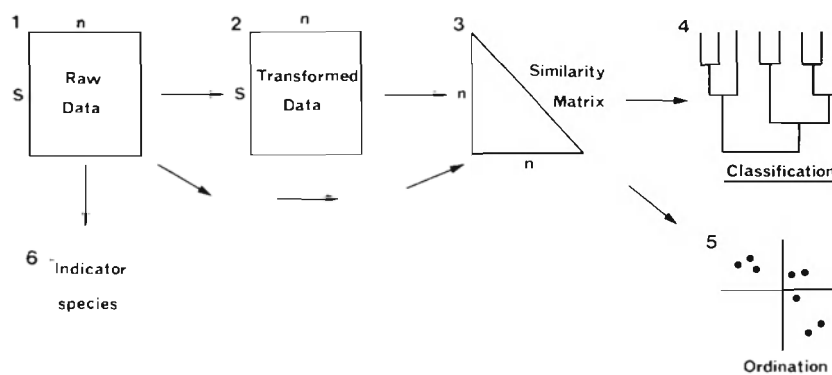 1
n
S
Raw
Data
2
n
S
Transformed
Data
3
n
n
Similarity
Matrix
4
Classification
5
Ordination
6
Indicator
species